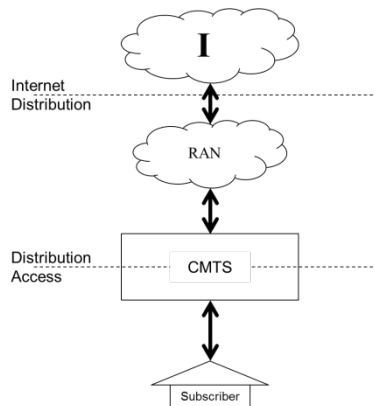 I
Internet
Distribution
RAN
Distribution
Access
CMTS
Subscriber